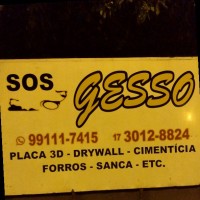 SOS GESSO
99111-7415 17 3012-8824
PLACA 3D - DRYWALL - CIMENTÍCIA
FORROS - SANCA - ETC.